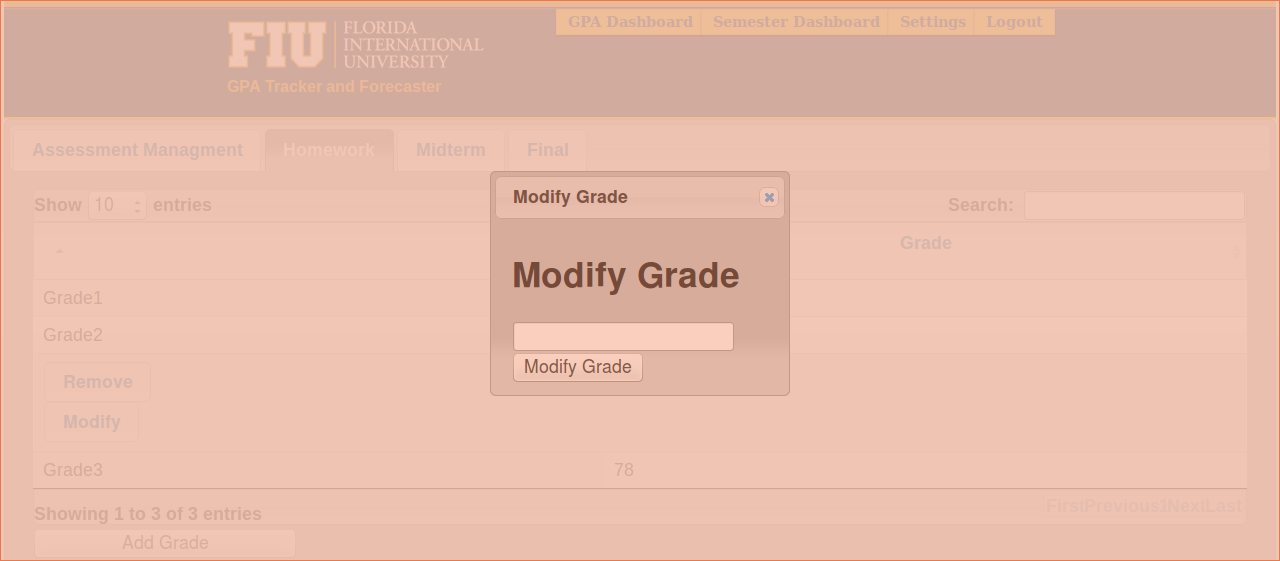 GPA Dashboard Semester Dashboard Settings Logout
FIU FLORIDA
INTERNATIONAL
UNIVERSITY
GPA Tracker and Forecaster
Assessment Managment Homework Midterm Final
Show 10 entries Search:
Grade
Grade1
Grade2
Remove
Modify
Grade3 78
Showing 1 to 3 of 3 entries FirstPrevious1NextLast
Add Grade
Modify Grade
Modify Grade
Modify Grade